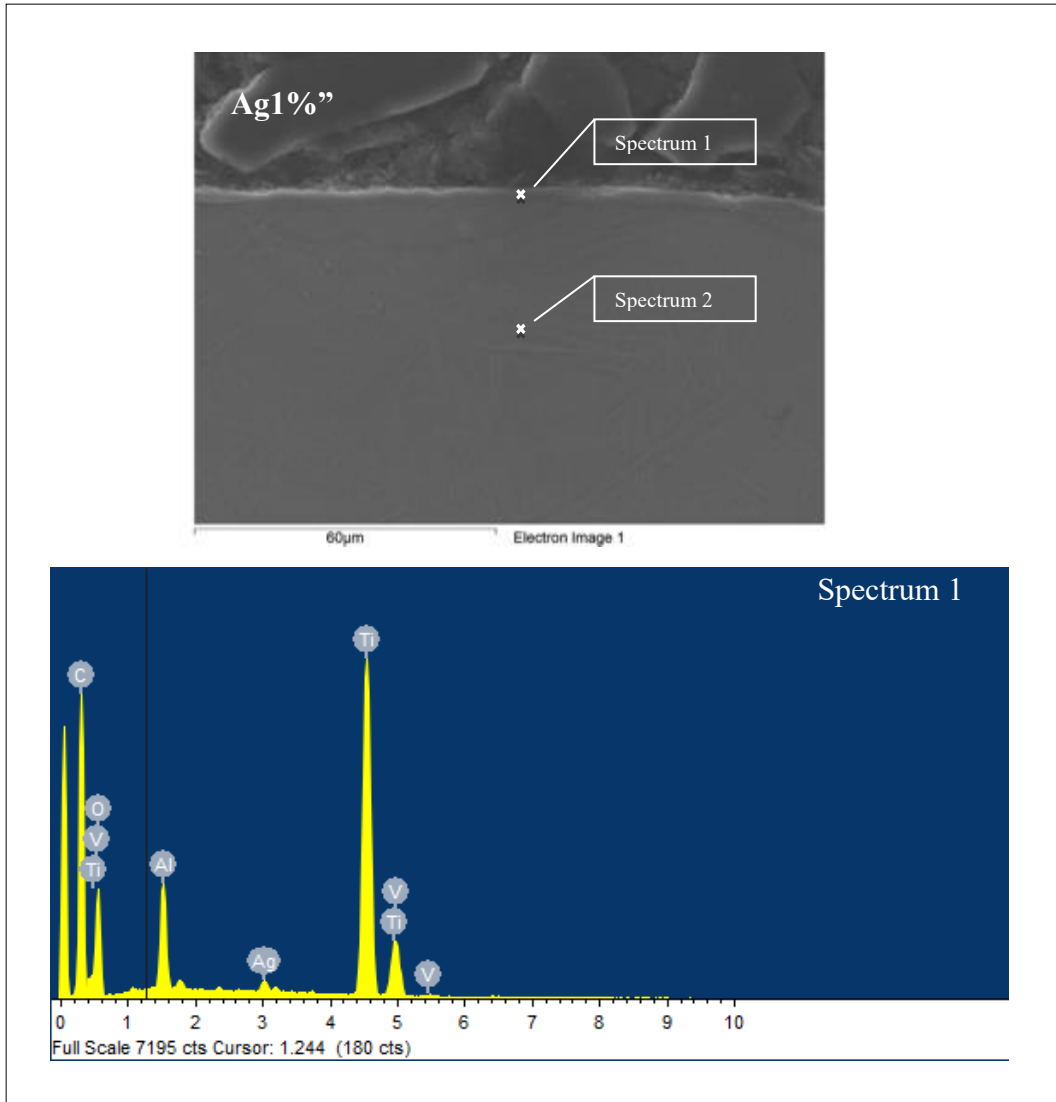 Ag1%”
Spectrum 1
Spectrum 2
60μm
Electron Image 1
Spectrum 1
Ti
C
O
V
Ti
Al
Ag
V
Ti
V
0 1 2 3 4 5 6 7 8 9 10
Full Scale 7195 cts Cursor: 1.244 (180 cts)